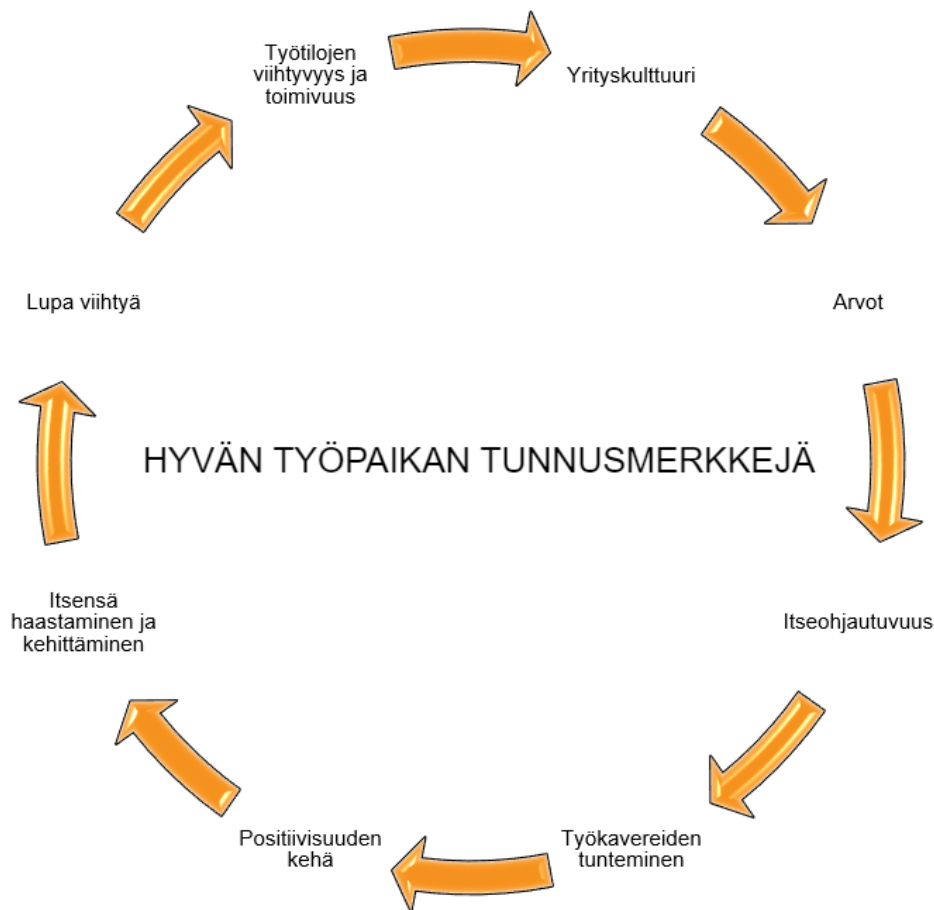 Työtilojen
viihtyvyys ja
toimivuus
Yrityskulttuuri
Arvot
Itseohjautuvuus
Työkavereiden
tunteminen
Positiivisuuden
kehä
Itsensä
haastaminen ja
kehittäminen
Lupa viihtyä
HYVÄN TYÖPAIKAN TUNNUSMERKKEJÄ